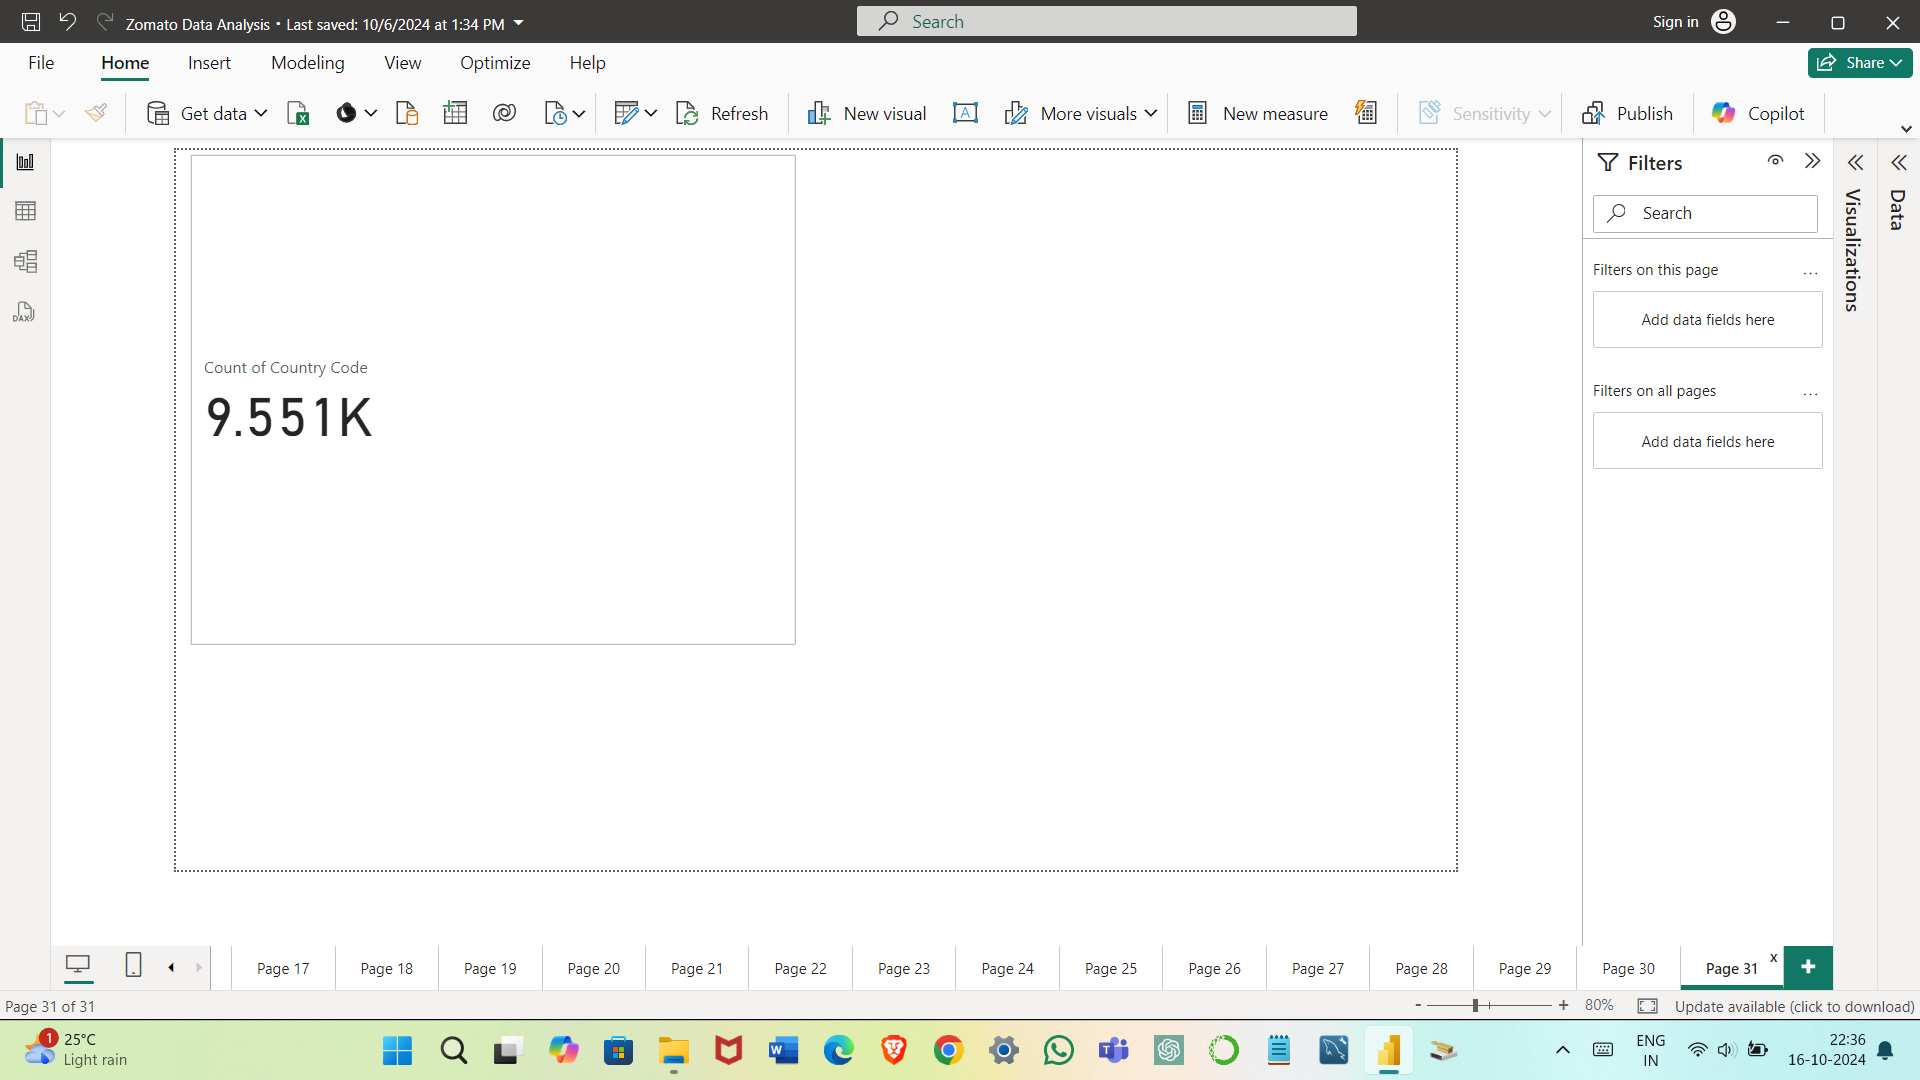 Zomato Data Analysis • Last saved: 10/6/2024 at 1:34 PM
Search
Sign in
File Home Insert Modeling View Optimize Help
Share
Get data
Refresh
New visual
More visuals
New measure
Sensitivity
Publish
Copilot
Filters
Search
Filters on this page
...
Add data fields here
Filters on all pages
...
Add data fields here
Visualizations
Data
DAX
Count of Country Code
9.551K
Page 17 Page 18 Page 19 Page 20 Page 21 Page 22 Page 23 Page 24 Page 25 Page 26 Page 27 Page 28 Page 29 Page 30 Page 31 x +
Page 31 of 31
- + 80%
Update available (click to download)
1
25°C
Light rain
ENG
IN
22:36
16-10-2024